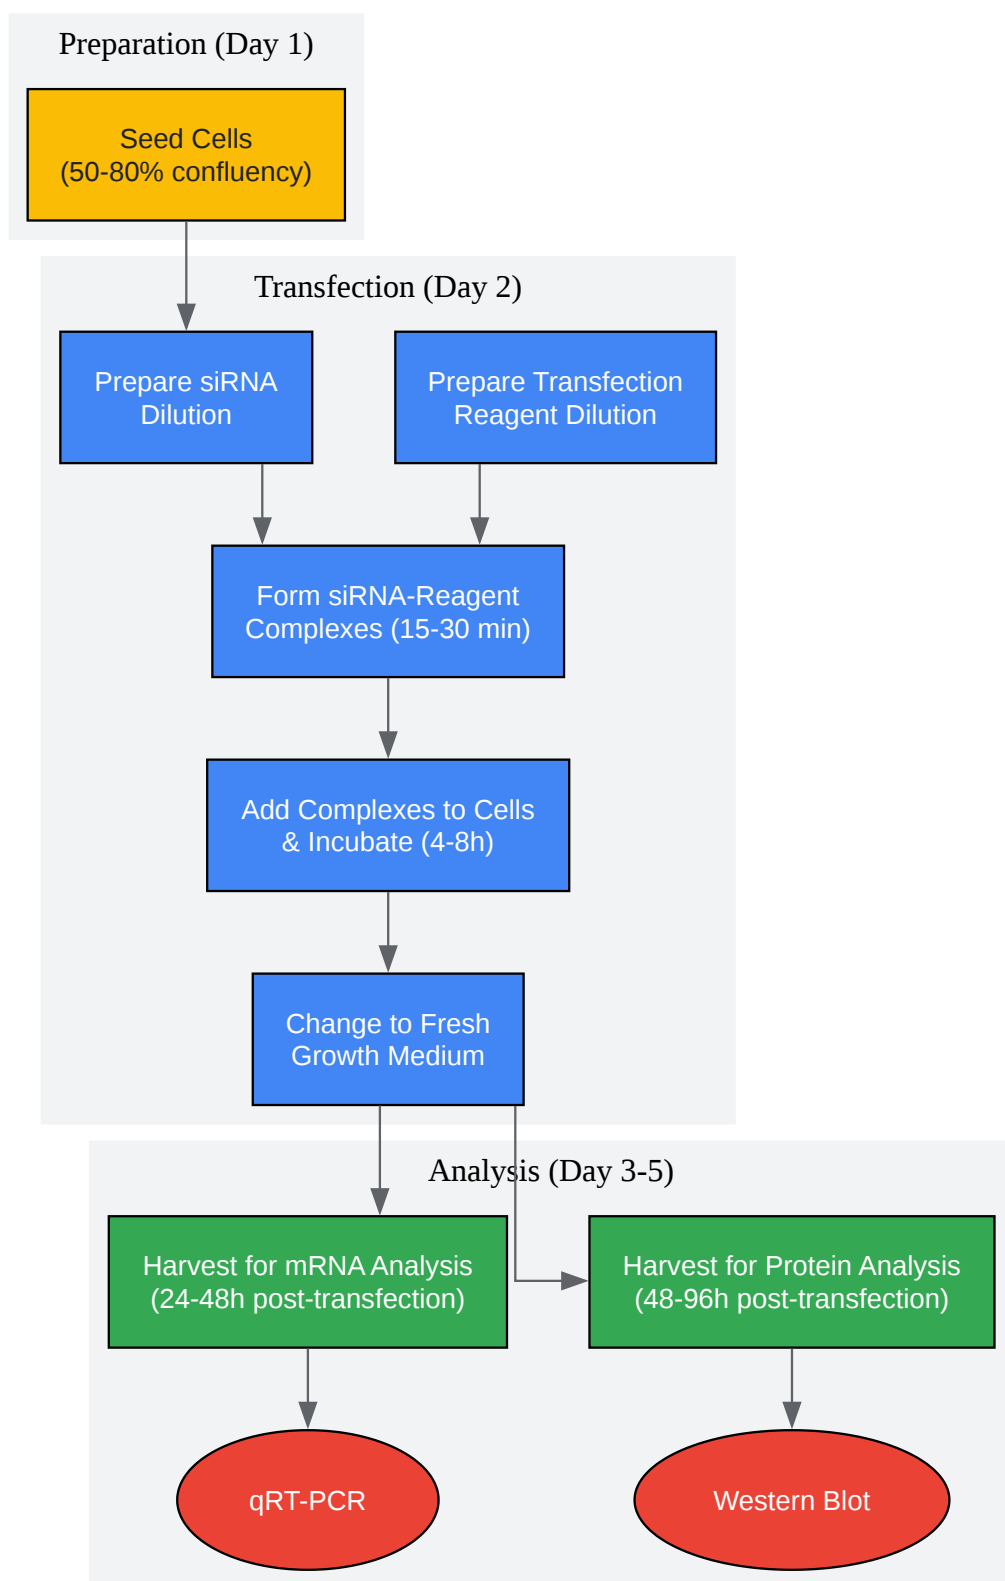 Preparation (Day 1)
Seed Cells
(50-80% confluency)
Transfection (Day 2)
Prepare siRNA
Dilution
Prepare Transfection
Reagent Dilution
Form siRNA-Reagent
Complexes (15-30 min)
Add Complexes to Cells
& Incubate (4-8h)
Change to Fresh
Growth Medium
Analysis (Day 3-5)
Harvest for mRNA Analysis
(24-48h post-transfection)
Harvest for Protein Analysis
(48-96h post-transfection)
qRT-PCR
Western Blot